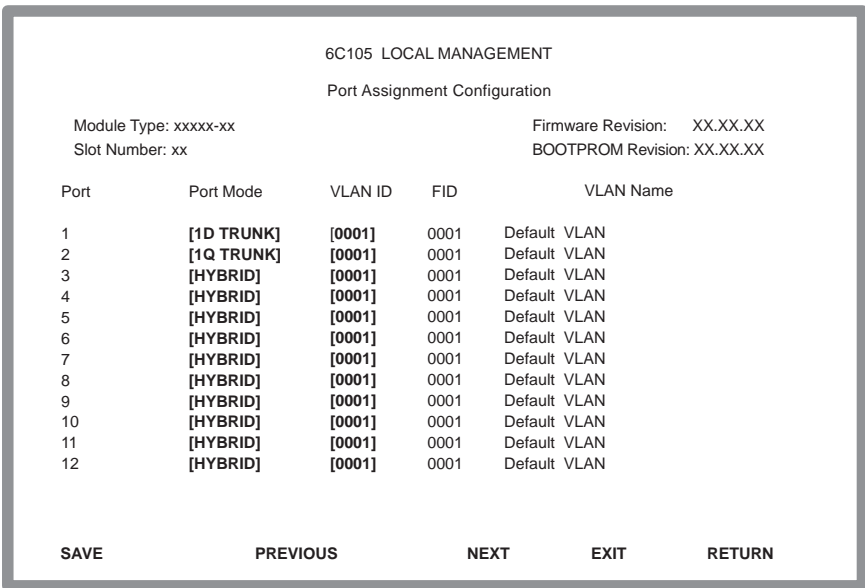 6C105 LOCAL MANAGEMENT
Port Assignment Configuration
Module Type: xxxxx-xx Firmware Revision: XX.XX.XX
Slot Number: xx BOOTPROM Revision: XX.XX.XX
Port Port Mode VLAN ID FID VLAN Name
1 [1D TRUNK] [0001] 0001 Default VLAN
2 [1Q TRUNK] [0001] 0001 Default VLAN
3 [HYBRID] [0001] 0001 Default VLAN
4 [HYBRID] [0001] 0001 Default VLAN
5 [HYBRID] [0001] 0001 Default VLAN
6 [HYBRID] [0001] 0001 Default VLAN
7 [HYBRID] [0001] 0001 Default VLAN
8 [HYBRID] [0001] 0001 Default VLAN
9 [HYBRID] [0001] 0001 Default VLAN
10 [HYBRID] [0001] 0001 Default VLAN
11 [HYBRID] [0001] 0001 Default VLAN
12 [HYBRID] [0001] 0001 Default VLAN
SAVE PREVIOUS NEXT EXIT RETURN